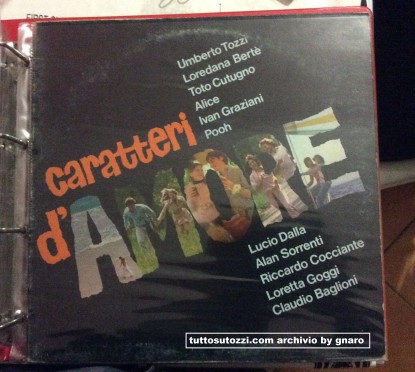 Umberto Tozzi
Loredana Bertè
Toto Cutugno
Alice
Ivan Graziani
Pooh
caratteri
d'AMORE
Lucio Dalla
Alan Sorrenti
Riccardo Cocciante
Loretta Goggi
Claudio Baglioni
tuttosutozzi.com archivio by gnaro